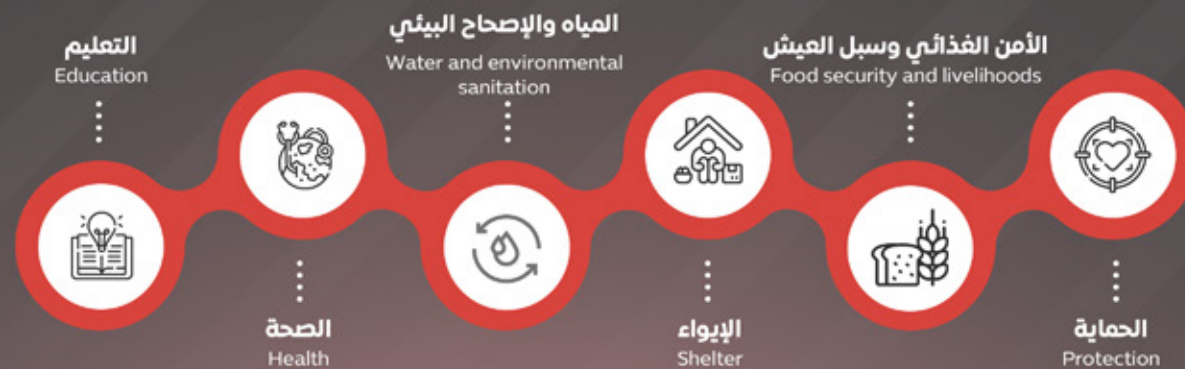 التعليم
Education
الصحة
Health
المياه والإصحاح البيئي
Water and environmental
sanitation
الإيواء
Shelter
الأمن الغذائي وسبل العيش
Food security and livelihoods
الحماية
Protection